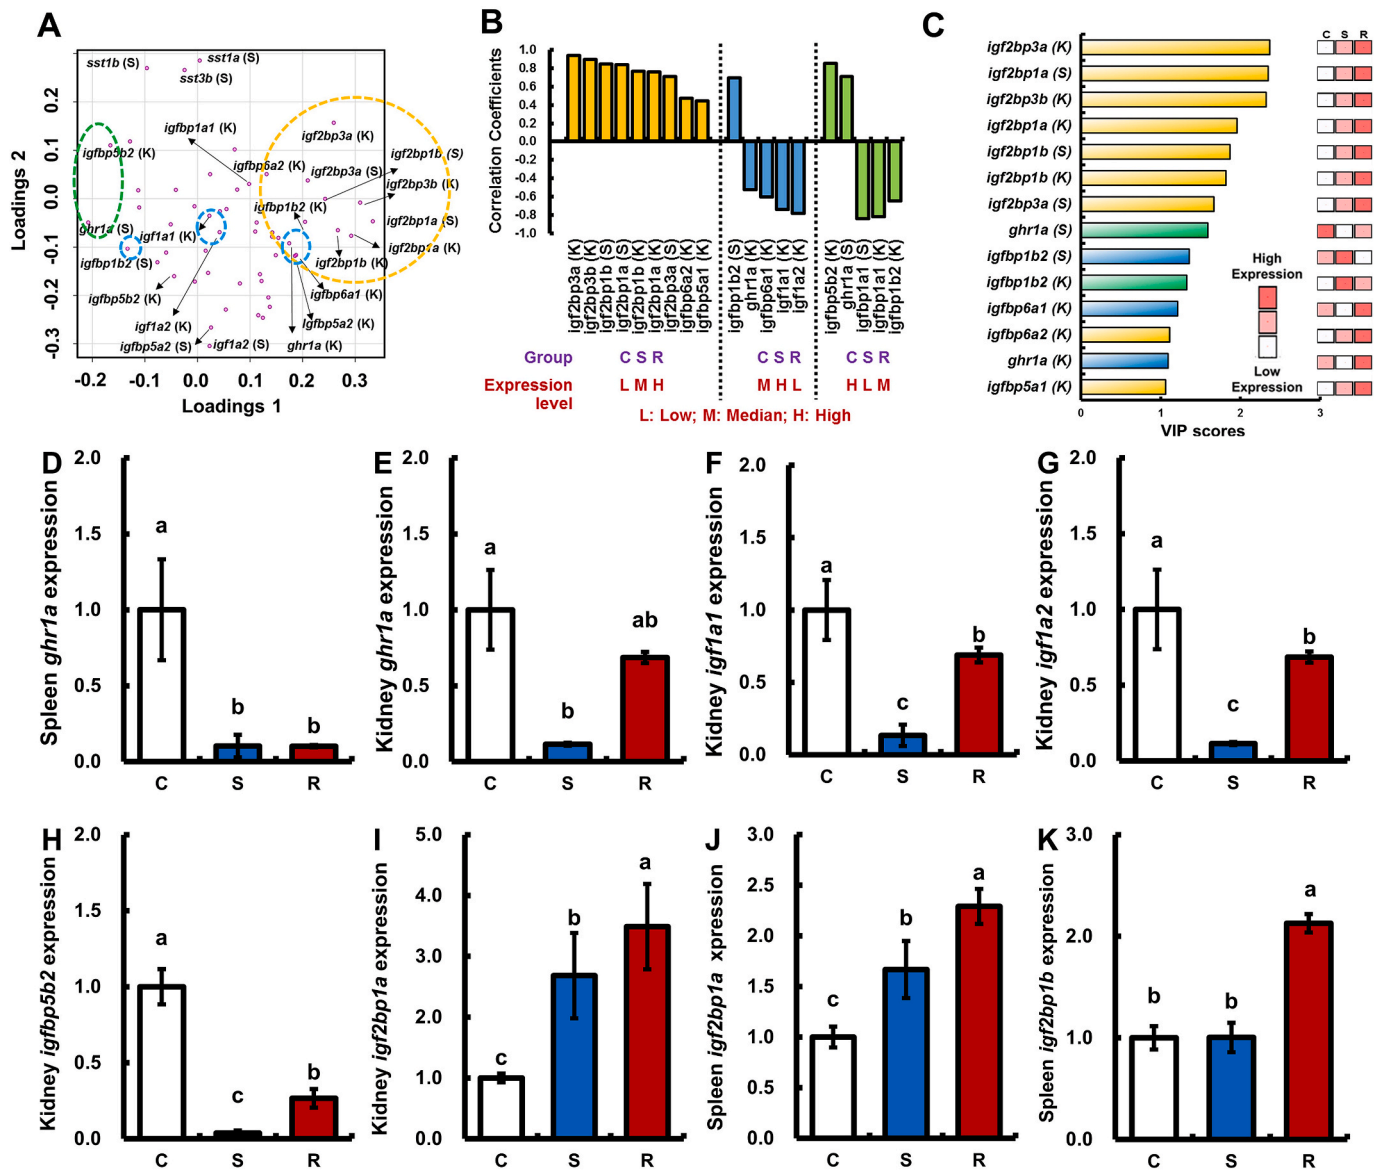 A
sst1b (S)
sst1a (S)
sst3b (S)
igfbp1a1 (K)
igf2bp3a (K)
igfbp5b2 (K)
igfbp6a2 (K)
igf2bp1b (S)
igf2bp3a (S)
igf2bp3b (K)
igfbp1b2 (K)
ghr1a (S)
igf1a1 (K)
igf2bp1a (S)
igf2bp1a (K)
igfbp1b2 (S)
igf2bp1b (K)
igfbp5b2 (K)
igfbp6a1 (K)
igf1a2 (K)
Igfbp5a2 (K)
igfbp5a2 (S)
igf1a2 (S)
ghr1a (K)
0.2
0.1
0.0
-0.1
-0.2
-0.3
-0.2
-0.1
0.0
0.1
0.2
0.3
Loadings 2
Loadings 1
B
Correlation Coefficients
1.0
0.8
0.6
0.4
0.2
0.0
-0.2
-0.4
-0.6
-0.8
-1.0
igf2bp3a (K)
igf2bp3b (K)
igf2bp1b (S)
igf2bp1a (S)
igf2bp1b (K)
igf2bp1a (K)
igf2bp3a (S)
igfbp6a2 (K)
igfbp5a1 (K)
igfbp1b2 (S)
ghr1a (K)
igfbp6a1 (K)
igf1a1 (K)
igf1a2 (K)
igfbp5b2 (K)
ghr1a (S)
igfbp1a1 (S)
igfbp1a1 (K)
igfbp1b2 (K)
Group C S R C S R C S R
Expression level L M H M H L H L M
L: Low; M: Median; H: High
C
C S R
igf2bp3a (K)
igf2bp1a (S)
igf2bp3b (K)
igf2bp1a (K)
igf2bp1b (S)
igf2bp1b (K)
igf2bp3a (S)
ghr1a (S)
igfbp1b2 (S)
igfbp1b2 (K)
igfbp6a1 (K)
igfbp6a2 (K)
ghr1a (K)
igfbp5a1 (K)
High
Expression
Low
Expression
0 1 2 3
VIP scores
D
Spleen ghr1a expression
2.0
1.5
1.0
0.5
0.0
a
b
b
C S R
E
Kidney ghr1a expression
2.0
1.5
1.0
0.5
0.0
a
b
ab
C S R
F
Kidney igf1a1 expression
2.0
1.5
1.0
0.5
0.0
a
c
b
C S R
G
Kidney igf1a2 expression
2.0
1.5
1.0
0.5
0.0
a
c
b
C S R
H
Kidney igfbp5b2 expression
2.0
1.5
1.0
0.5
0.0
a
c
b
C S R
I
Kidney igf2bp1a expression
5.0
4.0
3.0
2.0
1.0
0.0
c
b
a
C S R
J
Spleen igf2bp1a xpression
3.0
2.5
2.0
1.5
1.0
0.5
0.0
c
b
a
C S R
K
Spleen igf2bp1b expression
3.0
2.0
1.0
0.0
b
b
a
C S R